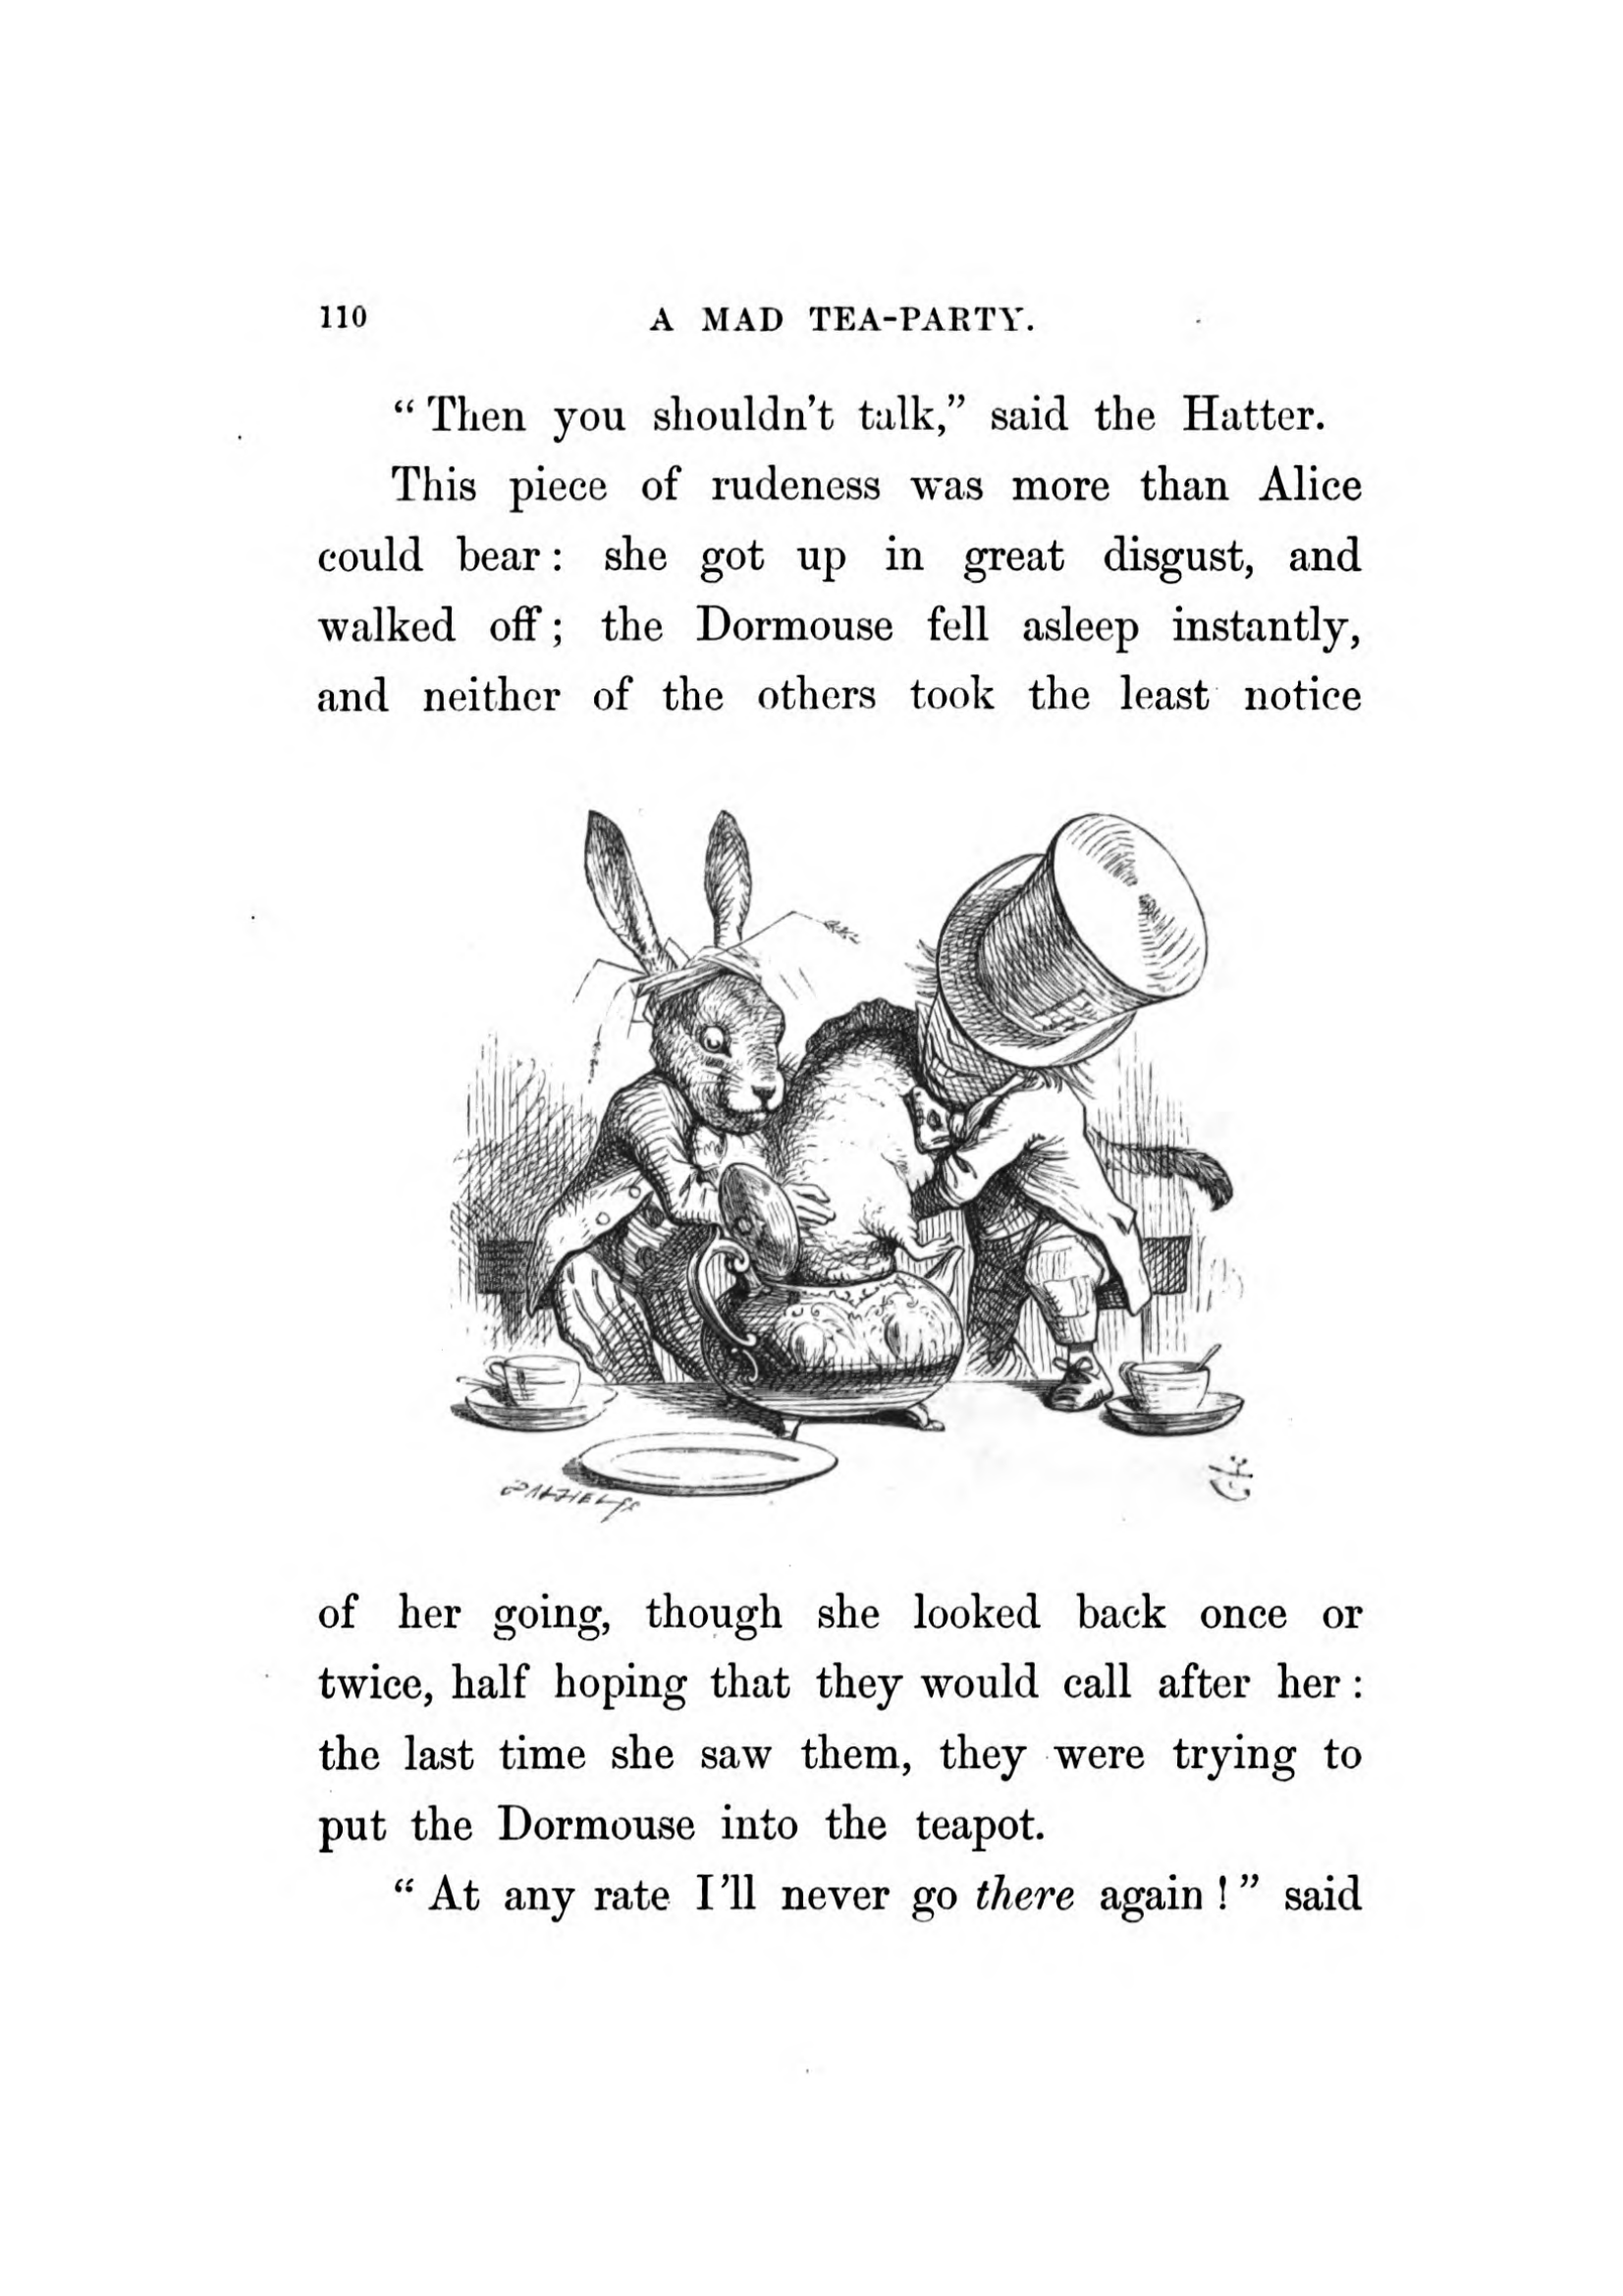 110
A MAD TEA-PARTY.
“Then you shouldn’t talk,” said the Hatter.
This piece of rudeness was more than Alice
could bear: she got up in great disgust, and
walked off; the Dormouse fell asleep instantly,
and neither of the others took the least notice
DALZIEL
of her going, though she looked back once or
twice, half hoping that they would call after her:
the last time she saw them, they were trying to
put the Dormouse into the teapot.
“At any rate I’ll never go there again!” said